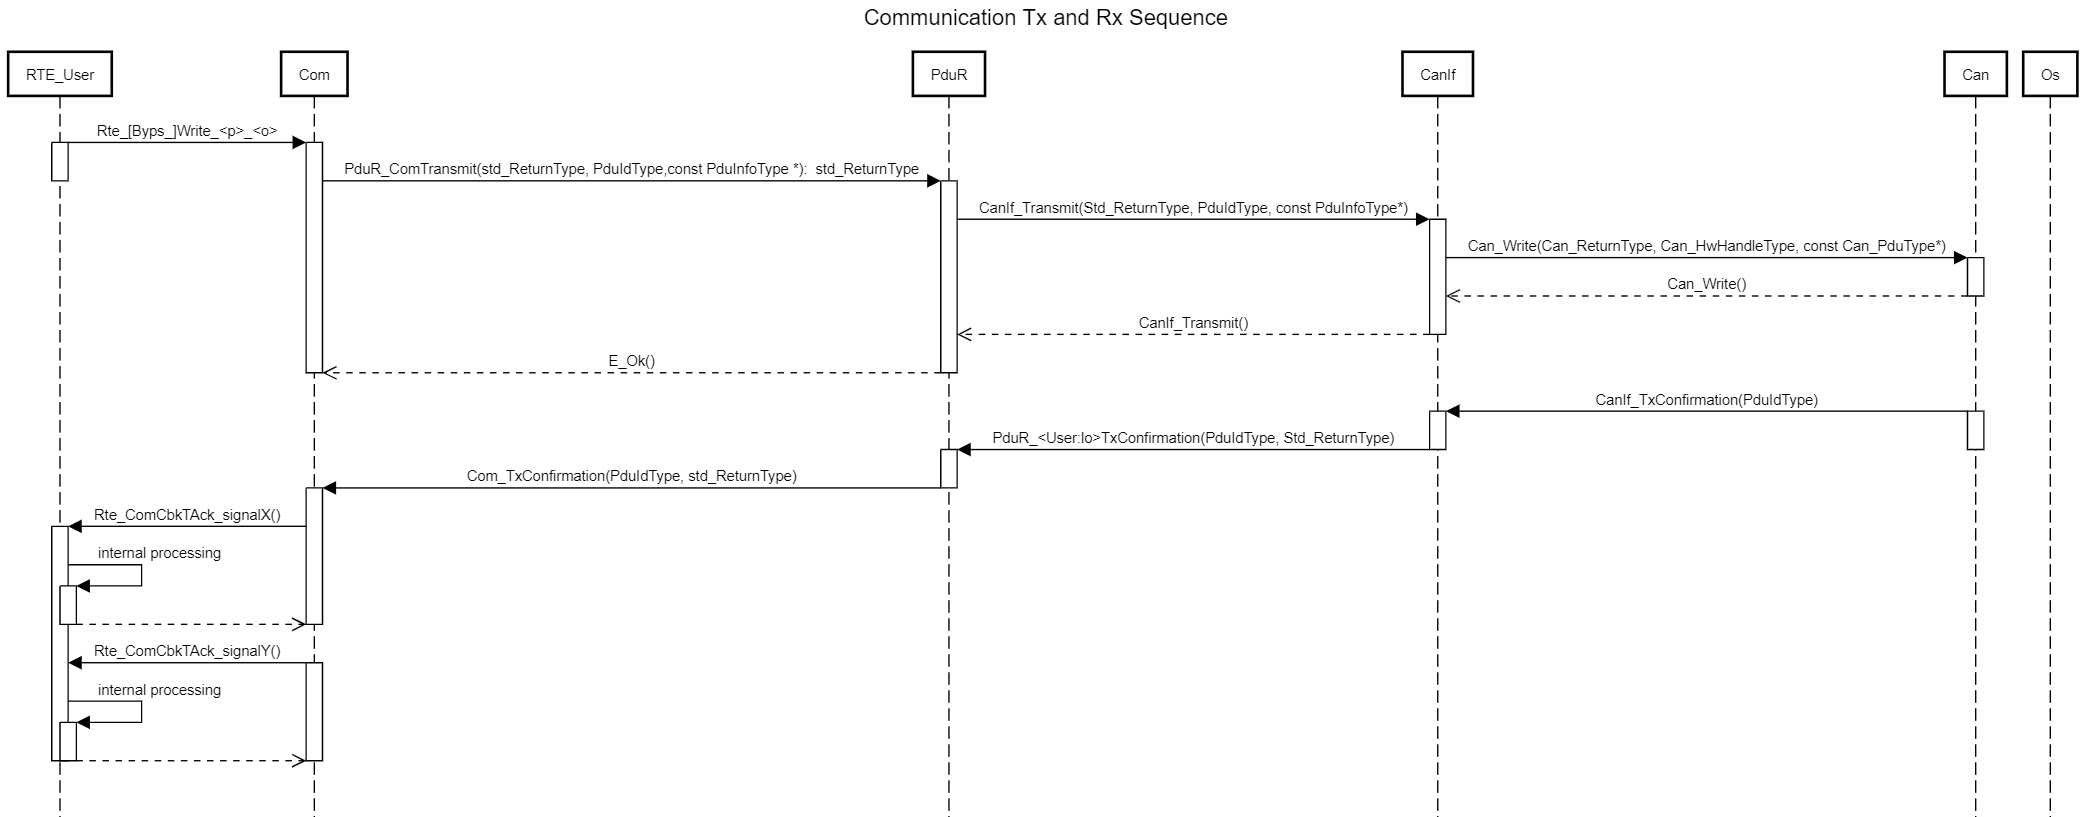 Communication Tx and Rx Sequence
RTE_User
Com
PduR
CanIf
Can
Os
Rte_[Byps_]Write_<p>_<o>
PduR_ComTransmit(std_ReturnType, PduIdType,const PduInfoType *):  std_ReturnType
CanIf_Transmit(Std_ReturnType, PduIdType, const PduInfoType*)
Can_Write(Can_ReturnType, Can_HwHandleType, const Can_PduType*)
Can_Write()
CanIf_Transmit()
E_Ok()
CanIf_TxConfirmation(PduIdType)
PduR_<User:lo>TxConfirmation(PduIdType, Std_ReturnType)
Com_TxConfirmation(PduIdType, std_ReturnType)
Rte_ComCbkTAck_signalX()
internal processing
Rte_ComCbkTAck_signalY()
internal processing